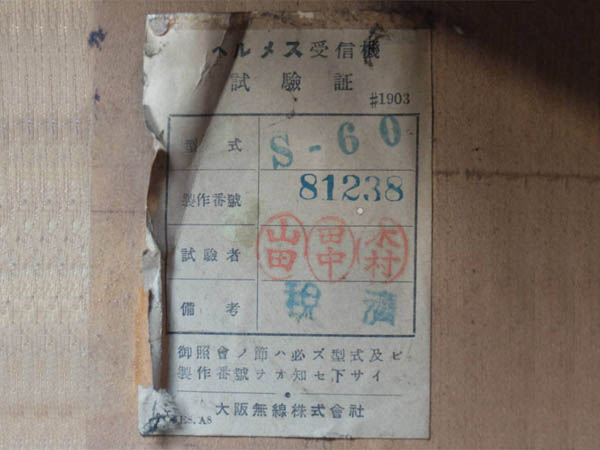 ヘルメス受信機
試驗証
#1903
型式 S-60
製作番號 81238
試驗者 山田 田中 木村
備考 税濟
御照會ノ節ハ必ズ型式及ビ
製作番號ヲオ知セ下サイ
大阪無線株式會社